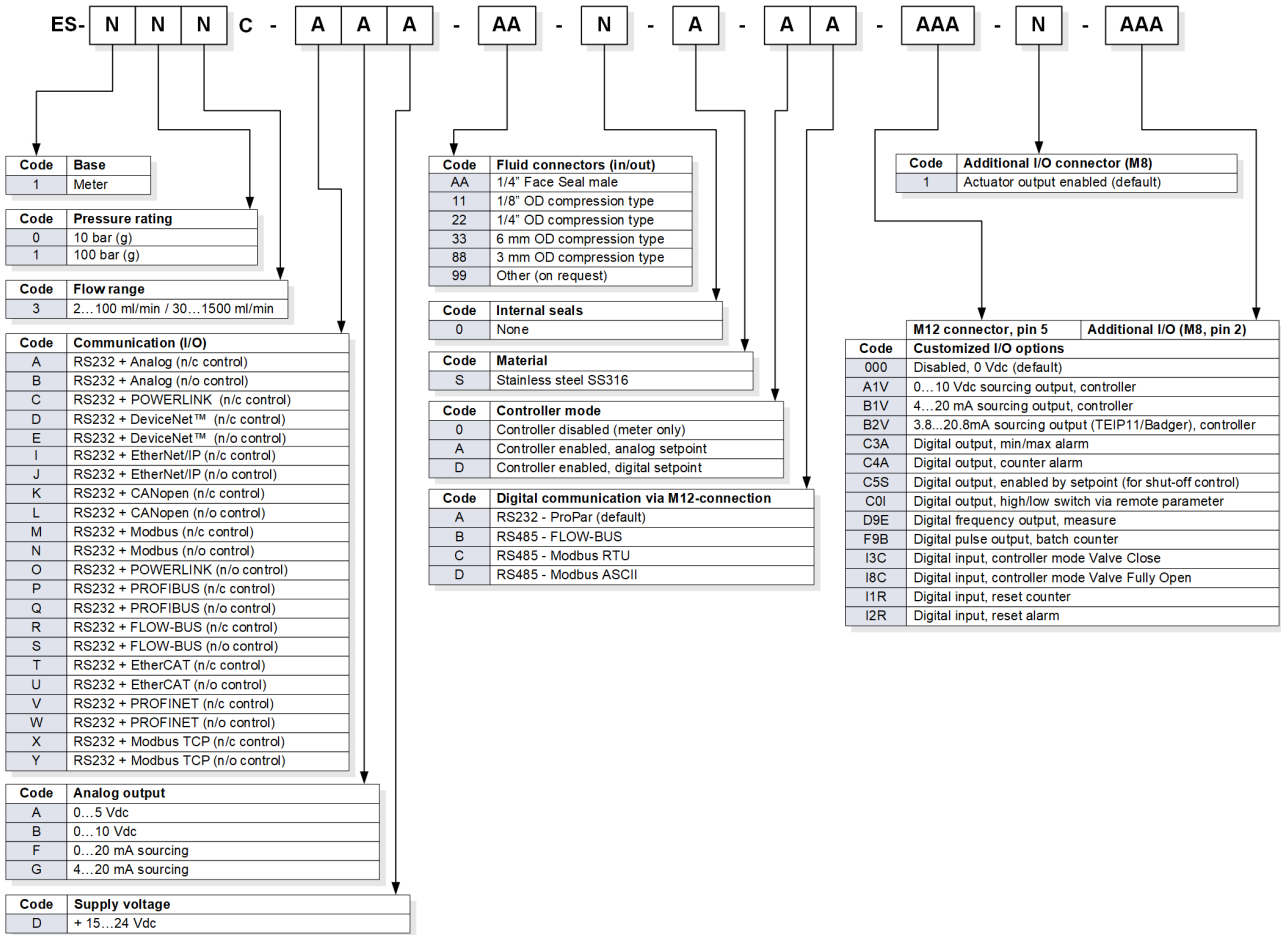 ES- N N N C - A A A - AA - N - A - A A - AAA - N - AAA
Code Base
1 Meter
Code Pressure rating
0 10 bar (g)
1 100 bar (g)
Code Flow range
3 2…100 ml/min / 30…1500 ml/min
Code Communication (I/O)
A RS232 + Analog (n/c control)
B RS232 + Analog (n/o control)
C RS232 + POWERLINK (n/c control)
D RS232 + DeviceNet™ (n/c control)
E RS232 + DeviceNet™ (n/o control)
I RS232 + EtherNet/IP (n/c control)
J RS232 + EtherNet/IP (n/o control)
K RS232 + CANopen (n/c control)
L RS232 + CANopen (n/o control)
M RS232 + Modbus (n/c control)
N RS232 + Modbus (n/o control)
O RS232 + POWERLINK (n/o control)
P RS232 + PROFIBUS (n/c control)
Q RS232 + PROFIBUS (n/o control)
R RS232 + FLOW-BUS (n/c control)
S RS232 + FLOW-BUS (n/o control)
T RS232 + EtherCAT (n/c control)
U RS232 + EtherCAT (n/o control)
V RS232 + PROFINET (n/c control)
W RS232 + PROFINET (n/o control)
X RS232 + Modbus TCP (n/c control)
Y RS232 + Modbus TCP (n/o control)
Code Analog output
A 0…5 Vdc
B 0…10 Vdc
F 0…20 mA sourcing
G 4…20 mA sourcing
Code Supply voltage
D + 15…24 Vdc
Code Fluid connectors (in/out)
AA 1/4” Face Seal male
11 1/8” OD compression type
22 1/4” OD compression type
33 6 mm OD compression type
88 3 mm OD compression type
99 Other (on request)
Code Internal seals
0 None
Code Material
S Stainless steel SS316
Code Controller mode
0 Controller disabled (meter only)
A Controller enabled, analog setpoint
D Controller enabled, digital setpoint
Code Digital communication via M12-connection
A RS232 - ProPar (default)
B RS485 - FLOW-BUS
C RS485 - Modbus RTU
D RS485 - Modbus ASCII
Code Additional I/O connector (M8)
1 Actuator output enabled (default)
M12 connector, pin 5 Additional I/O (M8, pin 2)
Code Customized I/O options
000 Disabled, 0 Vdc (default)
A1V 0…10 Vdc sourcing output, controller
B1V 4…20 mA sourcing output, controller
B2V 3.8…20.8mA sourcing output (TEIP11/Badger), controller
C3A Digital output, min/max alarm
C4A Digital output, counter alarm
C5S Digital output, enabled by setpoint (for shut-off control)
C0I Digital output, high/low switch via remote parameter
D9E Digital frequency output, measure
F9B Digital pulse output, batch counter
I3C Digital input, controller mode Valve Close
I8C Digital input, controller mode Valve Fully Open
I1R Digital input, reset counter
I2R Digital input, reset alarm